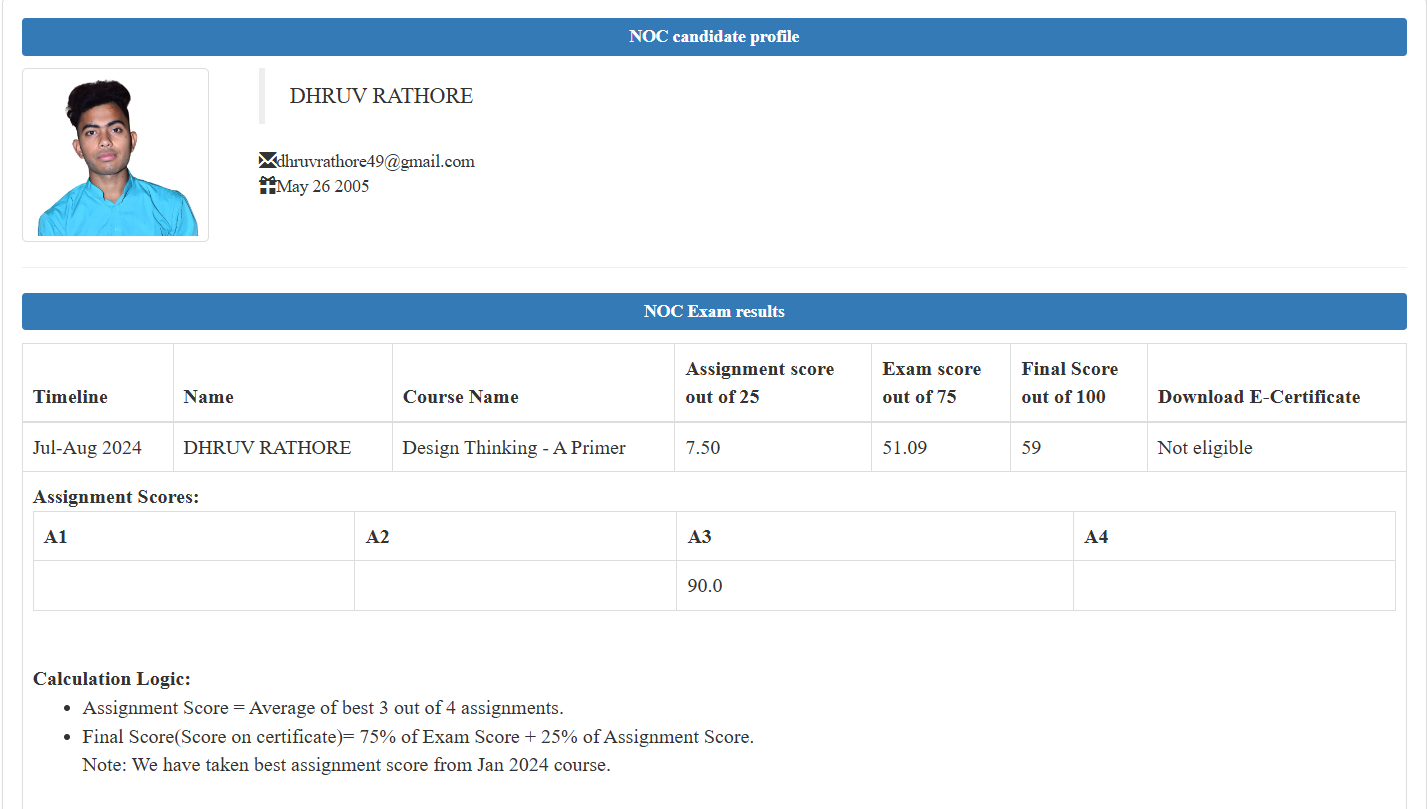 NOC candidate profile
DHRUV RATHORE
dhruvrathore49@gmail.com
May 26 2005
NOC Exam results
Timeline Name Course Name Assignment score out of 25 Exam score out of 75 Final Score out of 100 Download E-Certificate
Jul-Aug 2024 DHRUV RATHORE Design Thinking - A Primer 7.50 51.09 59 Not eligible
Assignment Scores:
A1 A2 A3 A4
90.0
Calculation Logic:
• Assignment Score = Average of best 3 out of 4 assignments.
• Final Score(Score on certificate)= 75% of Exam Score + 25% of Assignment Score.
Note: We have taken best assignment score from Jan 2024 course.